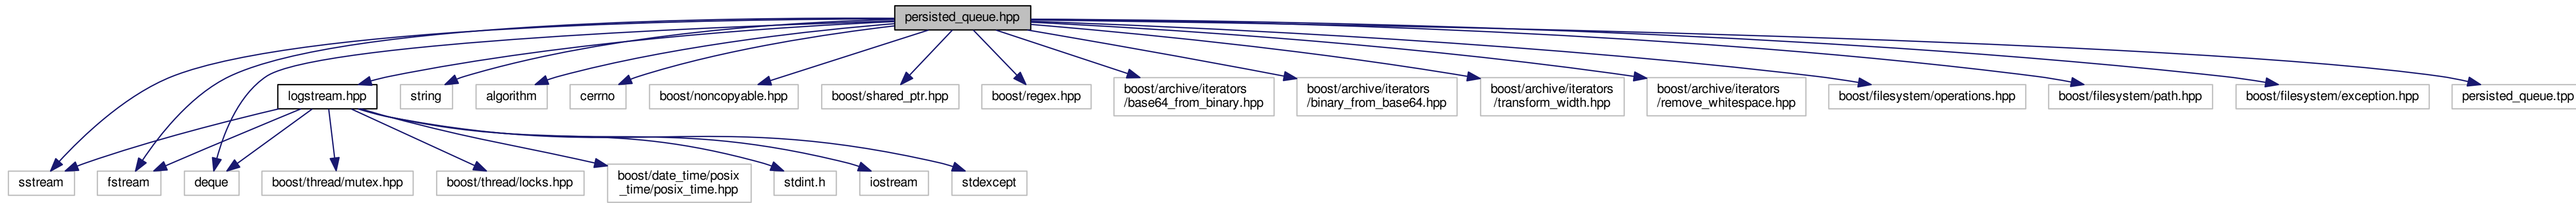 persisted_queue.hpp
logstream.hpp
string
algorithm
cerrno
boost/noncopyable.hpp
boost/shared_ptr.hpp
boost/regex.hpp
boost/archive/iterators
/base64_from_binary.hpp
boost/archive/iterators
/binary_from_base64.hpp
boost/archive/iterators
/transform_width.hpp
boost/archive/iterators
/remove_whitespace.hpp
boost/filesystem/operations.hpp
boost/filesystem/path.hpp
boost/filesystem/exception.hpp
persisted_queue.tpp
sstream
fstream
deque
boost/thread/mutex.hpp
boost/thread/locks.hpp
boost/date_time/posix
_time/posix_time.hpp
stdint.h
iostream
stdexcept